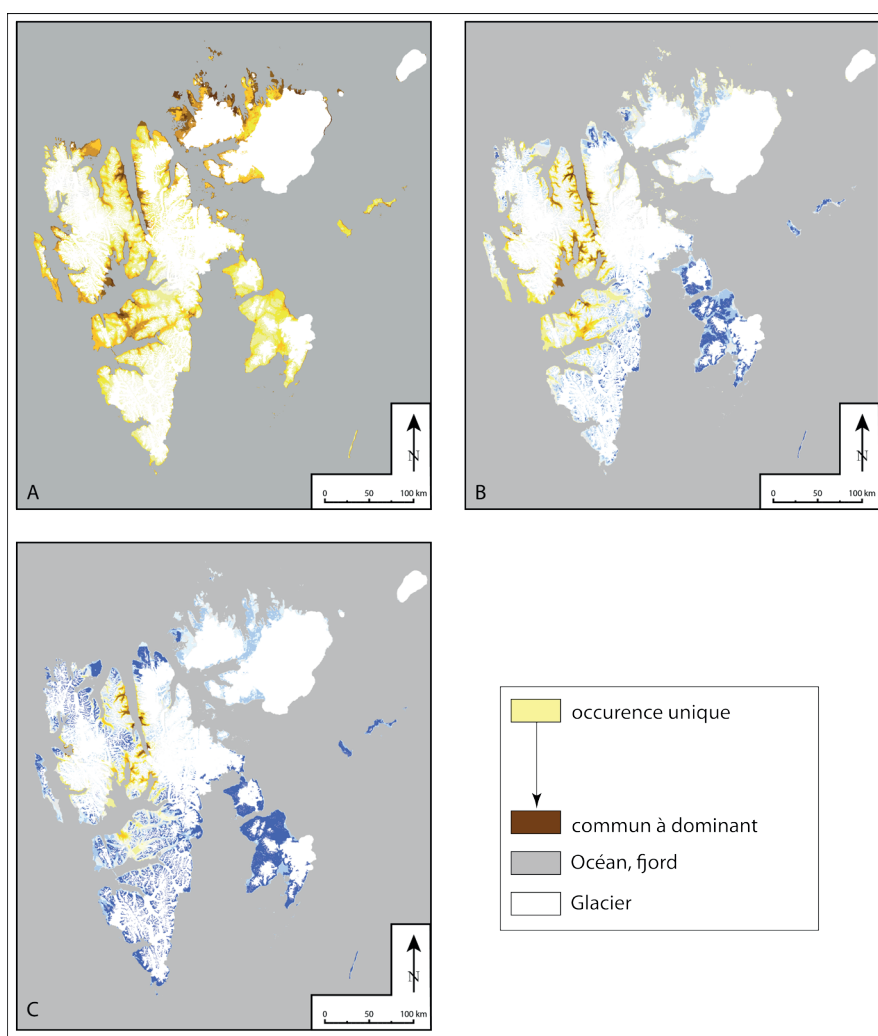 A
N
0 50 100 km
B
N
0 50 100 km
C
N
0 50 100 km
occurence unique
commun à dominant
Océan, fjord
Glacier